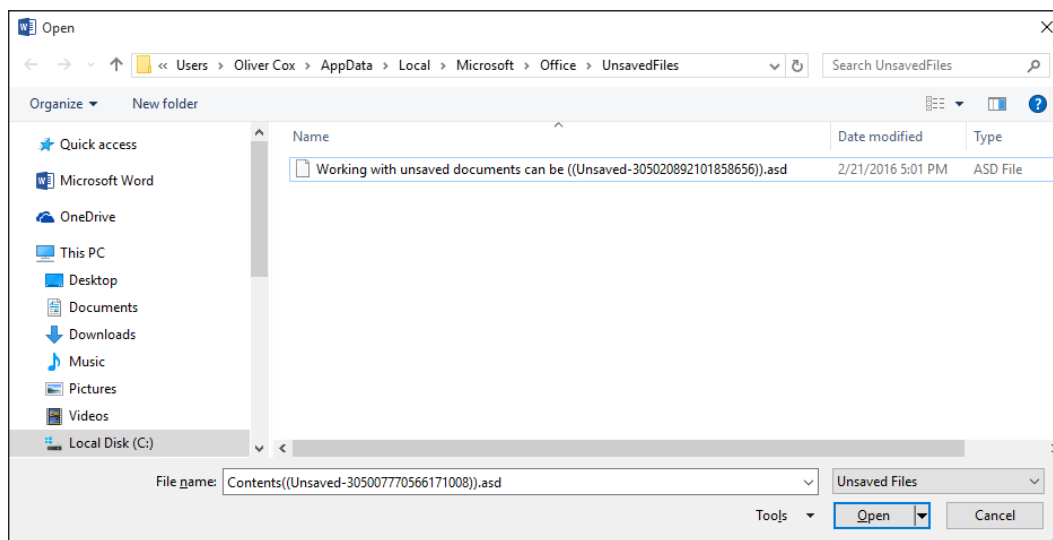 Open
« Users › Oliver Cox › AppData › Local › Microsoft › Office › UnsavedFiles
Search UnsavedFiles
Organize
New folder
Name
Date modified
Type
Working with unsaved documents can be ((Unsaved-305020892101858656)).asd
2/21/2016 5:01 PM
ASD File
Quick access
Microsoft Word
OneDrive
This PC
Desktop
Documents
Downloads
Music
Pictures
Videos
Local Disk (C:)
File name:
Contents((Unsaved-305007770566171008)).asd
Unsaved Files
Tools
Open
Cancel